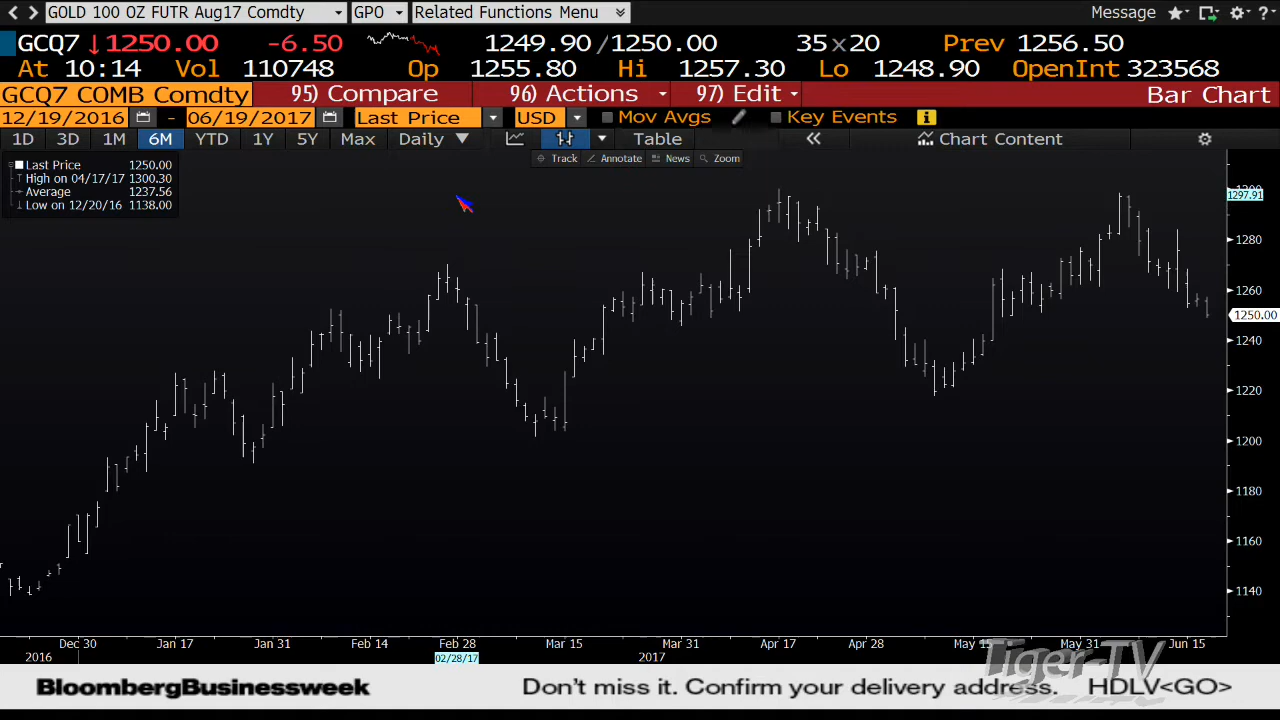 GOLD 100 OZ FUTR Aug17 Comdty GPO Related Functions Menu Message ?
GCQ7 ↓1250.00 -6.50 1249.90/1250.00 35x20 Prev 1256.50
At 10:14 Vol 110748 Op 1255.80 Hi 1257.30 Lo 1248.90 OpenInt 323568
GCQ7 COMB Comdty 95) Compare 96) Actions 97) Edit Bar Chart
12/19/2016 - 06/19/2017 Last Price USD Mov Avgs Key Events
1D 3D 1M 6M YTD 1Y 5Y Max Daily ▼ Table « Chart Content
Track Annotate News Zoom
Last Price 1250.00
High on 04/17/17 1300.30
Average 1237.56
Low on 12/20/16 1138.00
1297.91
1280
1260
1250.00
1240
1220
1200
1180
1160
1140
Dec 30 Jan 17 Jan 31 Feb 14 Feb 28 Mar 15 Mar 31 Apr 17 Apr 28 May 15 May 31 Jun 15
2016 02/28/17 2017
Tiger-TV
BloombergBusinessweek Don't miss it. Confirm your delivery address. HDLV<GO>